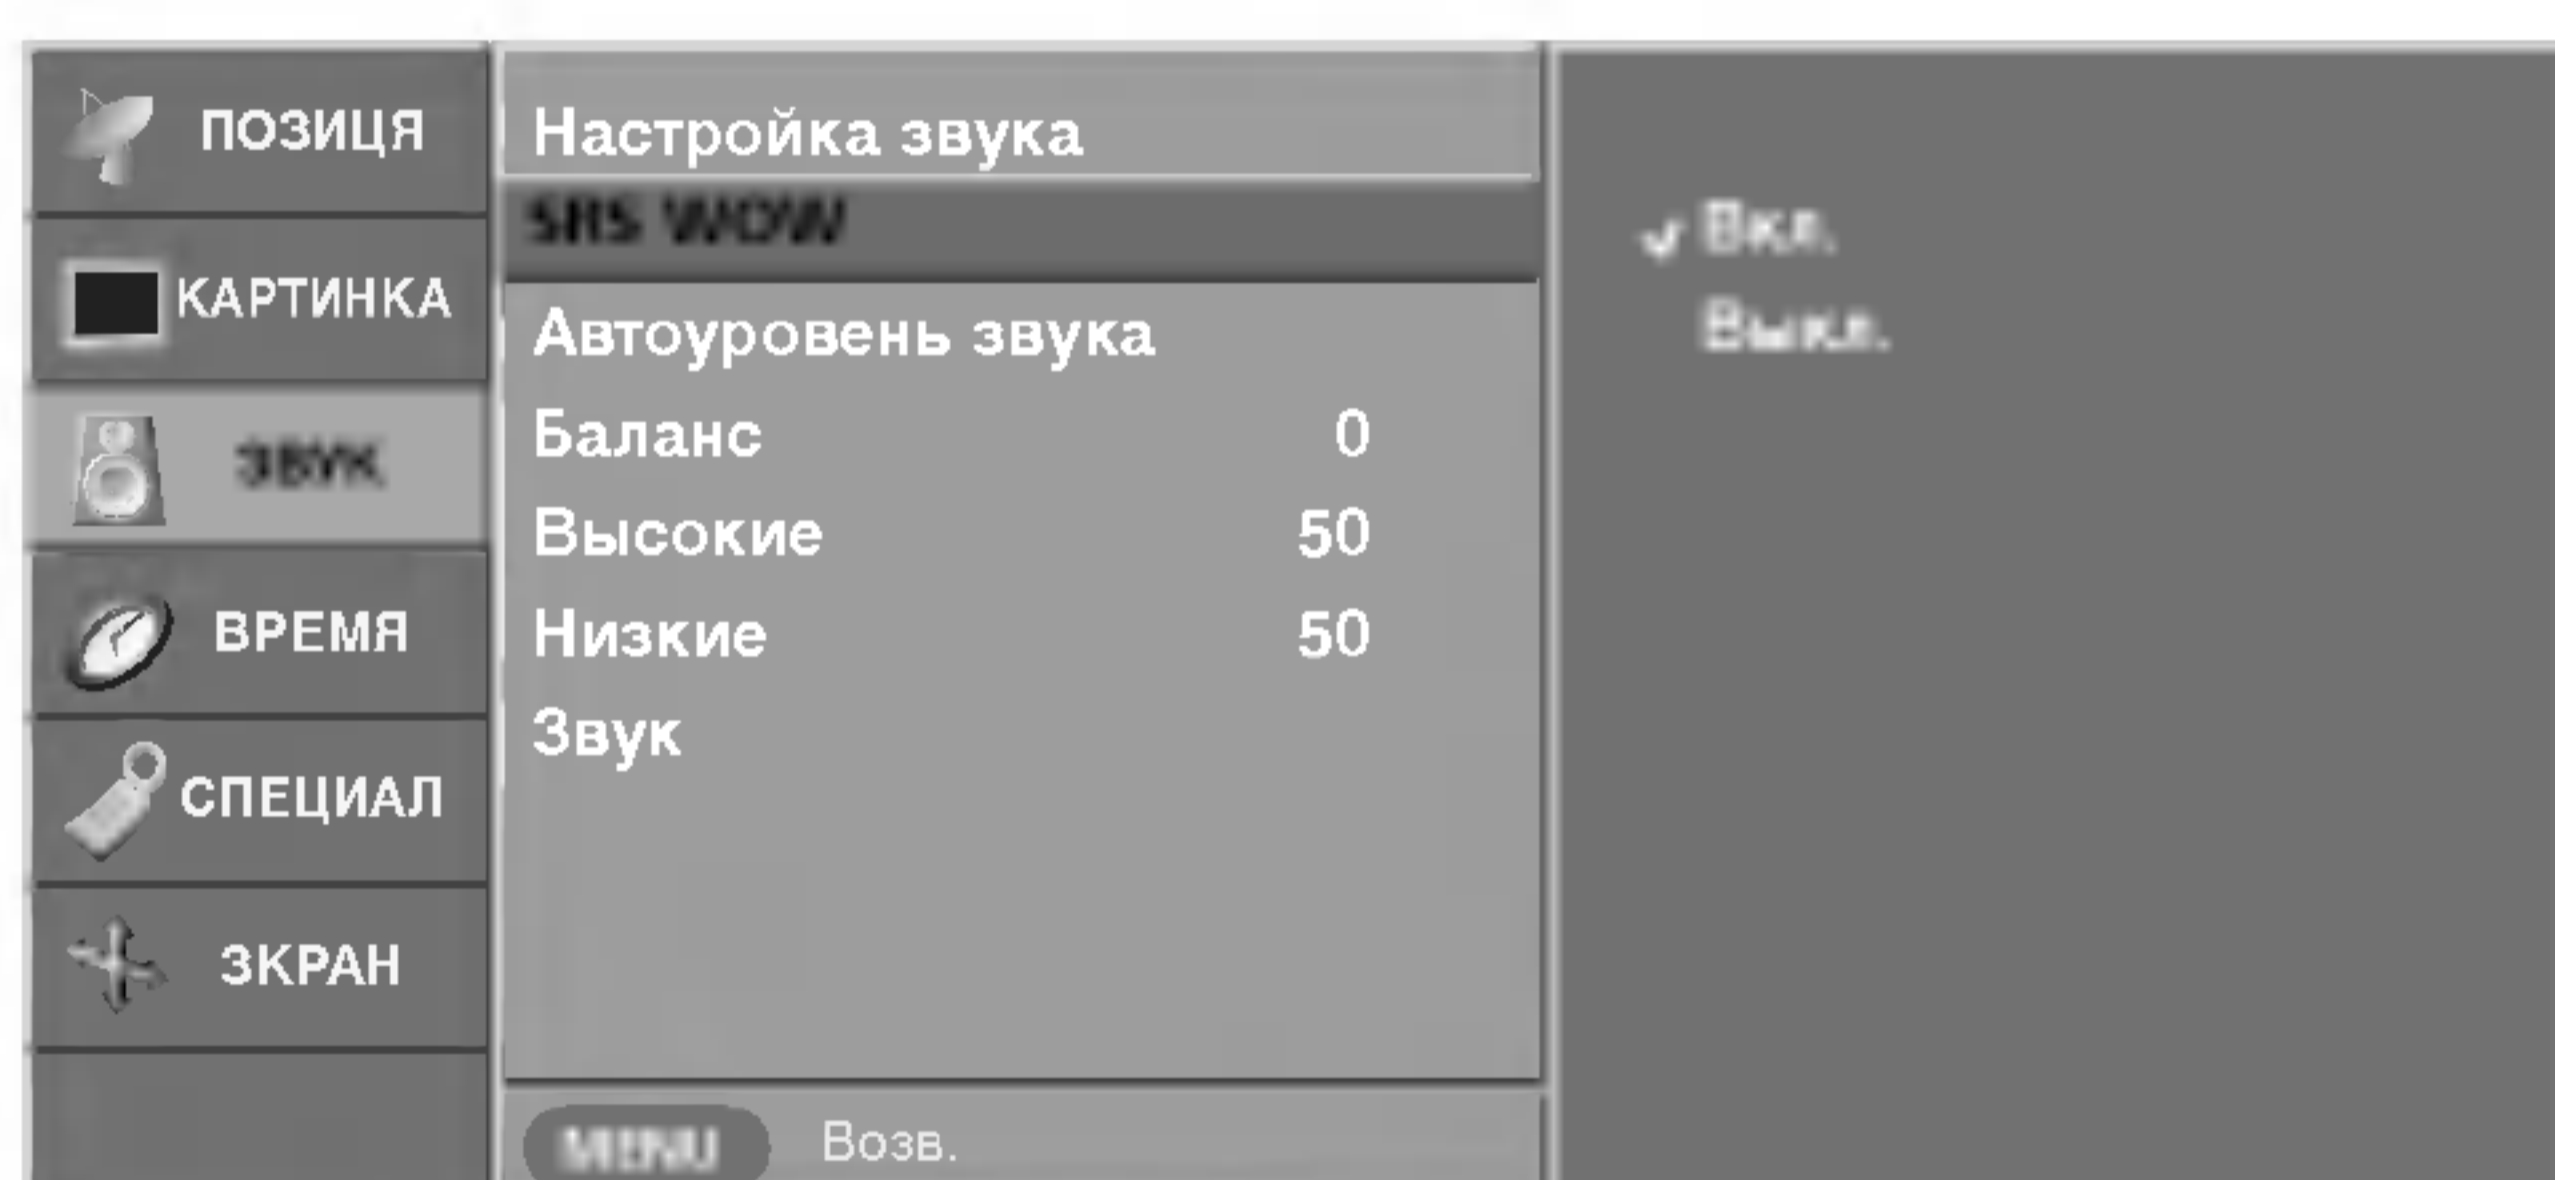 ПОЗИЦЯ
КАРТИНКА
ЗВУК
ВРЕМЯ
СПЕЦИАЛ
ЗКРАН
Настройка звука
SRS WOW
Автоуровень звука
Баланс 0
Высокие 50
Низкие 50
Звук
MENU Возв.
Вкл.
Выкл.